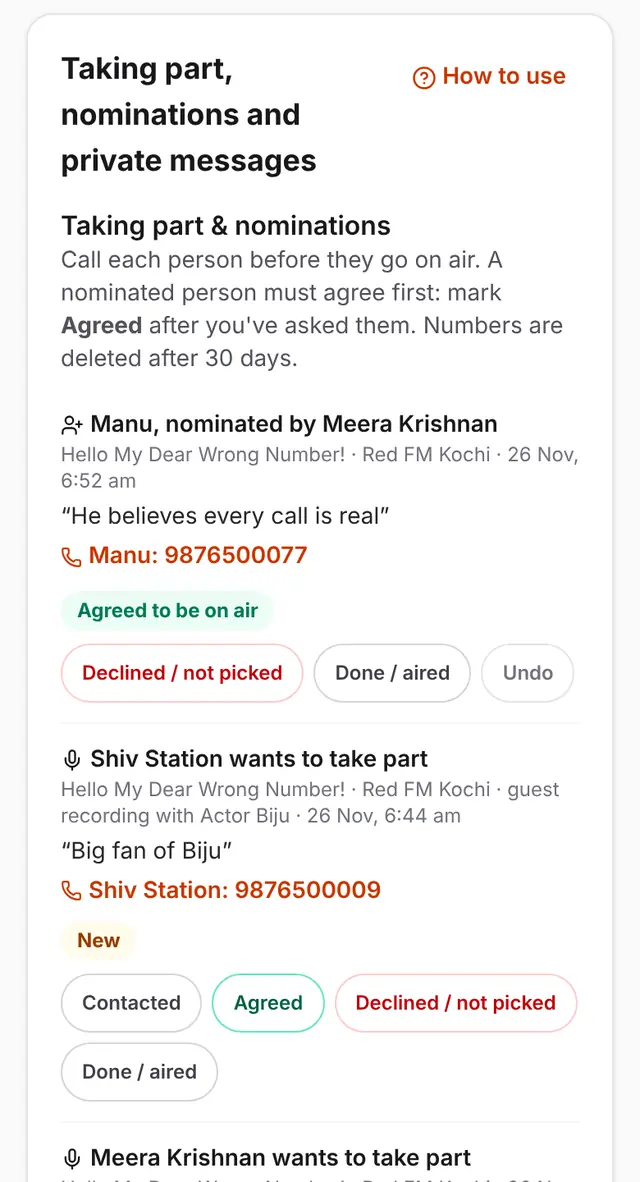 Taking part,
nominations and
private messages
How to use
Taking part & nominations
Call each person before they go on air. A
nominated person must agree first: mark
Agreed after you've asked them. Numbers are
deleted after 30 days.
Manu, nominated by Meera Krishnan
Hello My Dear Wrong Number! · Red FM Kochi · 26 Nov,
6:52 am
“He believes every call is real”
Manu: 9876500077
Agreed to be on air
Declined / not picked
Done / aired
Undo
Shiv Station wants to take part
Hello My Dear Wrong Number! · Red FM Kochi · guest
recording with Actor Biju · 26 Nov, 6:44 am
“Big fan of Biju”
Shiv Station: 9876500009
New
Contacted
Agreed
Declined / not picked
Done / aired
Meera Krishnan wants to take part